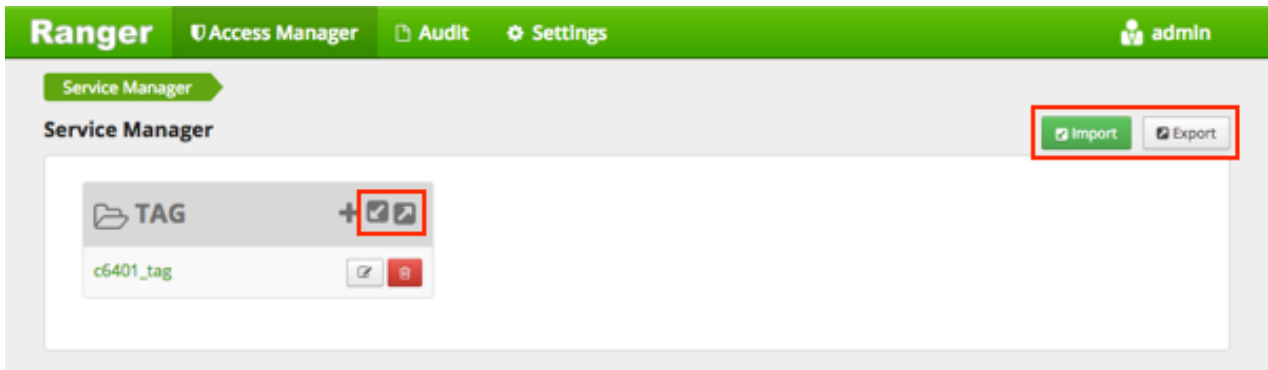 Ranger Access Manager Audit Settings admin
Service Manager
Service Manager Import Export
TAG
c6401_tag